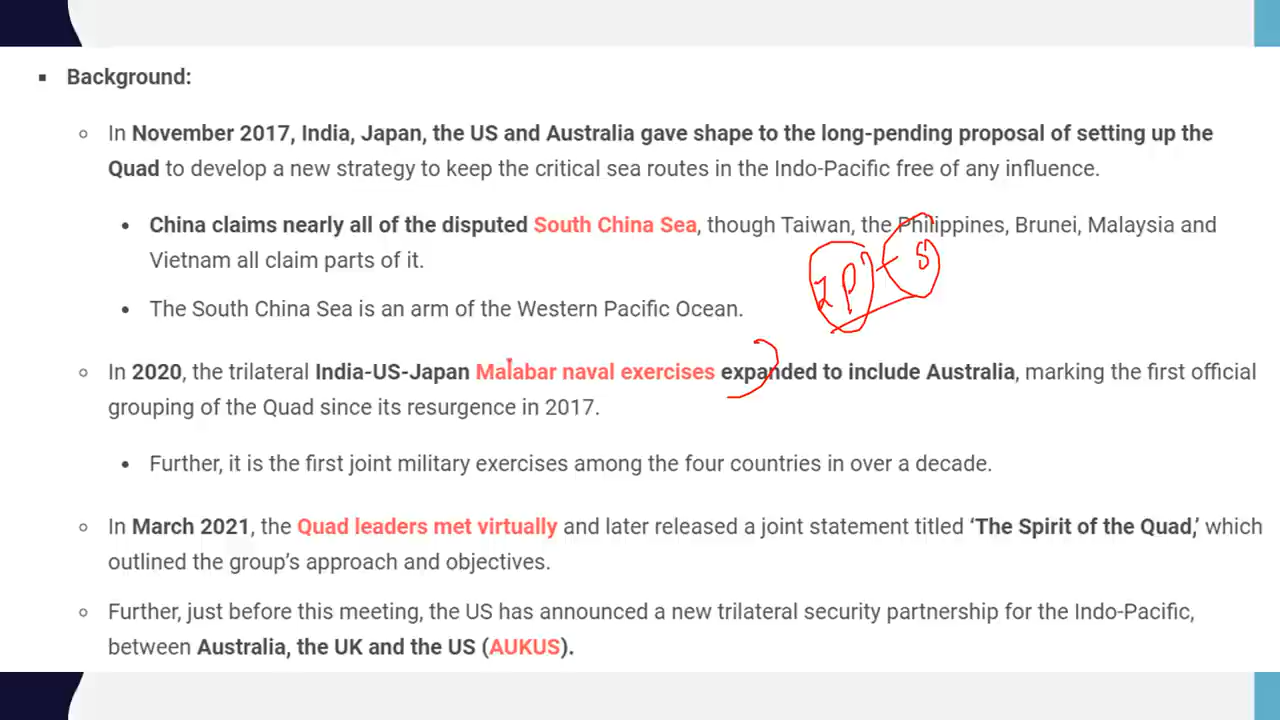 Background:
In November 2017, India, Japan, the US and Australia gave shape to the long-pending proposal of setting up the
Quad to develop a new strategy to keep the critical sea routes in the Indo-Pacific free of any influence.
China claims nearly all of the disputed South China Sea, though Taiwan, the Philippines, Brunei, Malaysia and
Vietnam all claim parts of it.
The South China Sea is an arm of the Western Pacific Ocean.
In 2020, the trilateral India-US-Japan Malabar naval exercises expanded to include Australia, marking the first official
grouping of the Quad since its resurgence in 2017.
Further, it is the first joint military exercises among the four countries in over a decade.
In March 2021, the Quad leaders met virtually and later released a joint statement titled ‘The Spirit of the Quad,’ which
outlined the group’s approach and objectives.
Further, just before this meeting, the US has announced a new trilateral security partnership for the Indo-Pacific,
between Australia, the UK and the US (AUKUS).